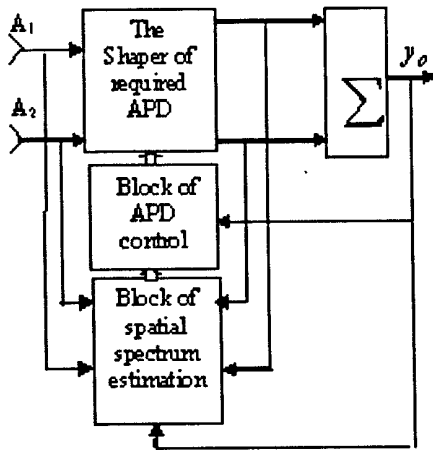 A₁
A₂
The
Shaper of
required
APD
Σ
y₀
Block of
APD
control
Block of
spatial
spectrum
estimation